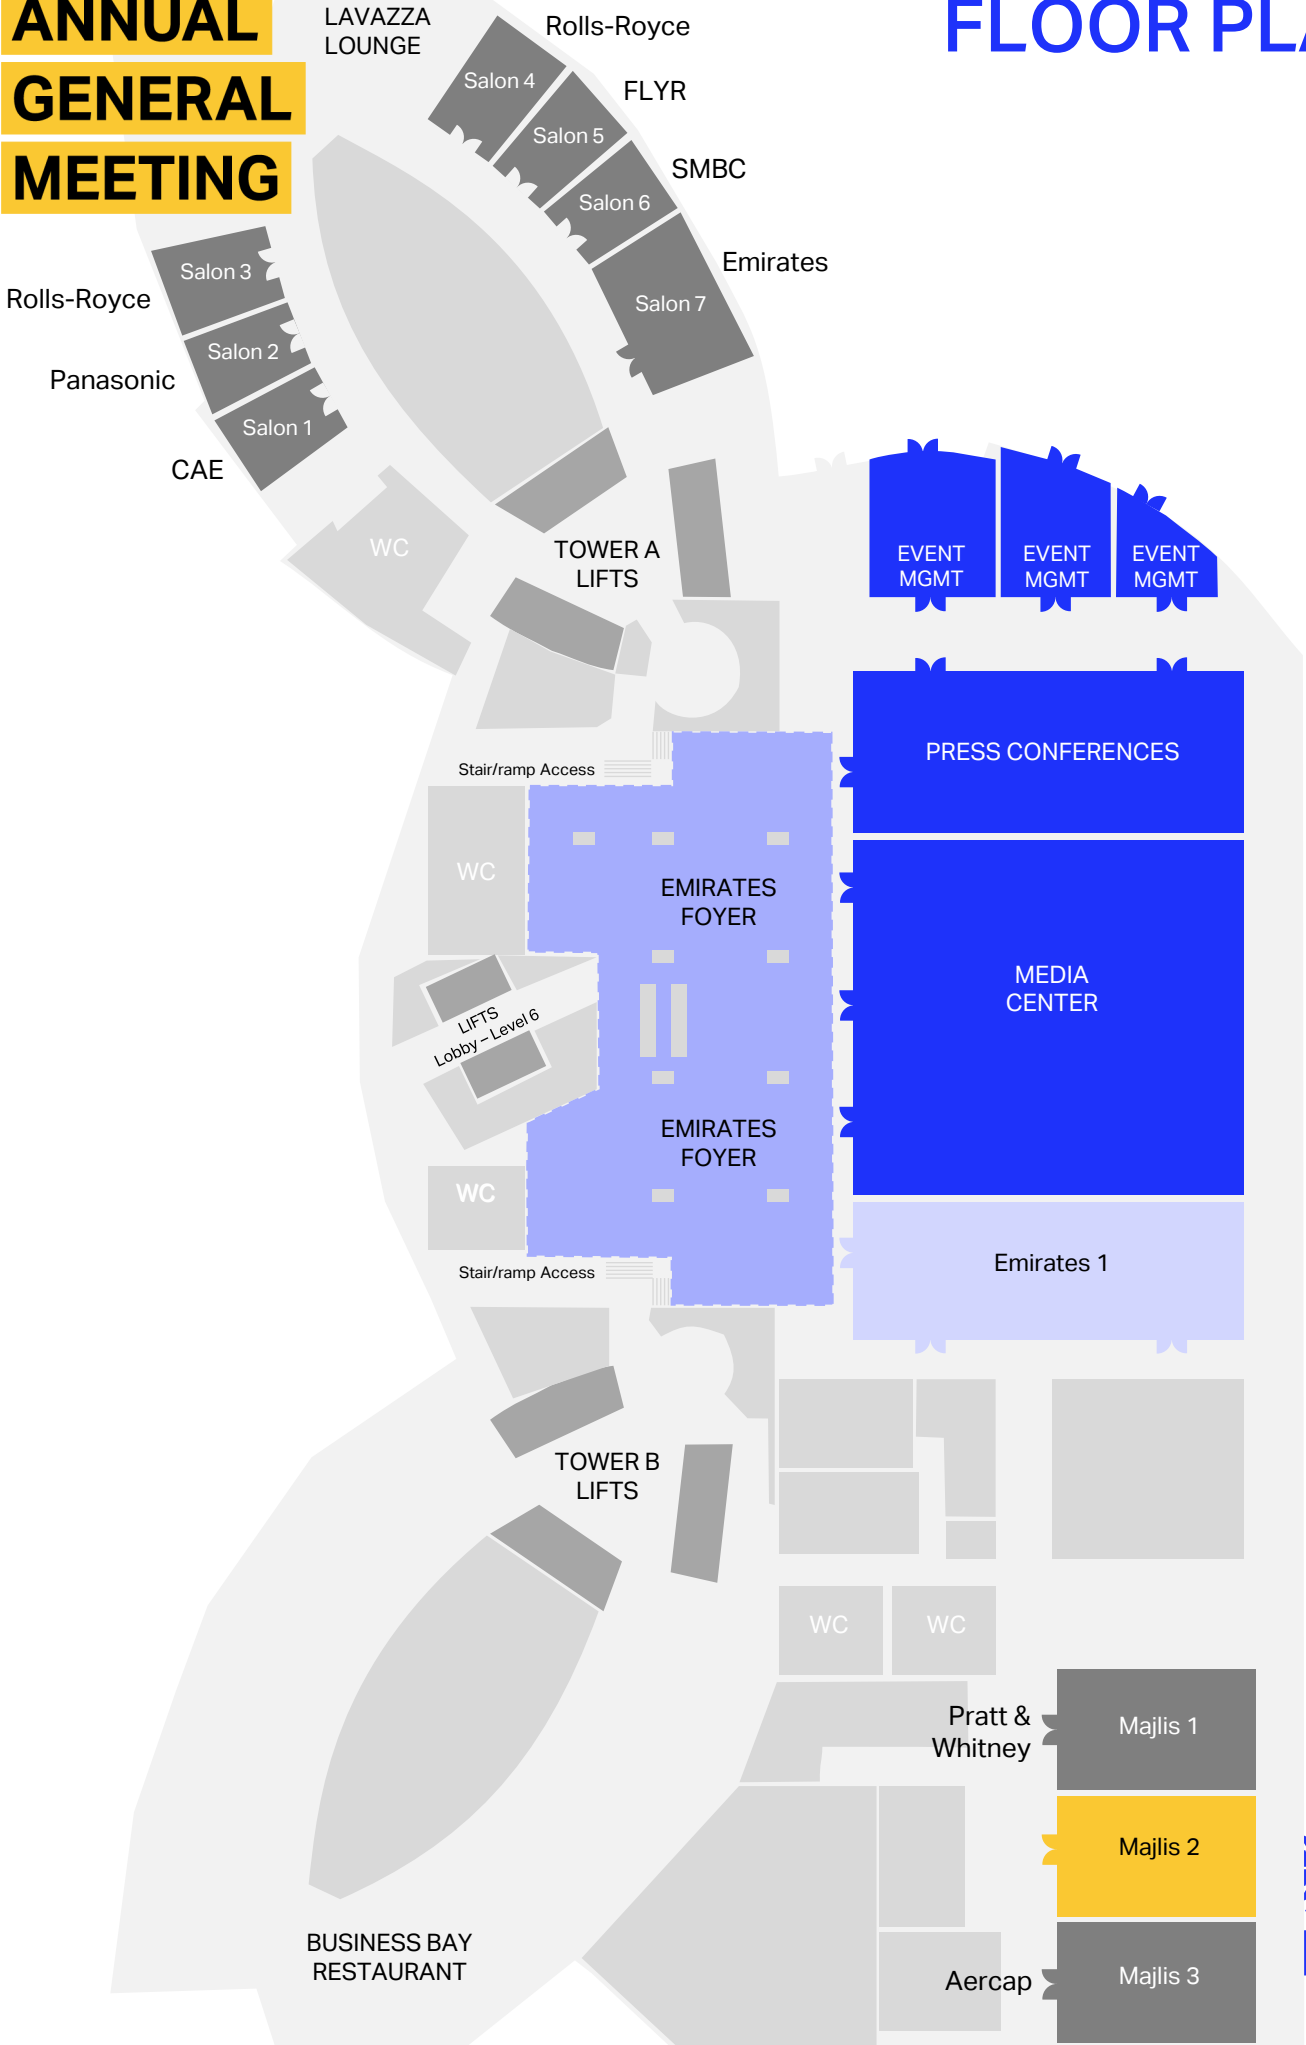 ANNUAL
GENERAL
MEETING
LAVAZZA
LOUNGE
Rolls-Royce
FLOOR PLA
Salon 4
FLYR
Salon 5
SMBC
Salon 6
Emirates
Salon 7
Salon 3
Rolls-Royce
Salon 2
Panasonic
Salon 1
CAE
WC
TOWER A
LIFTS
EVENT
MGMT
EVENT
MGMT
EVENT
MGMT
PRESS CONFERENCES
Stair/ramp Access
WC
EMIRATES
FOYER
MEDIA
CENTER
LIFTS
Lobby – Level 6
EMIRATES
FOYER
WC
Stair/ramp Access
Emirates 1
TOWER B
LIFTS
WC
WC
Pratt &
Whitney
Majlis 1
Majlis 2
BUSINESS BAY
RESTAURANT
Aercap
Majlis 3